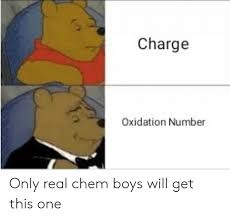 Charge
Oxidation Number
Only real chem boys will get
this one